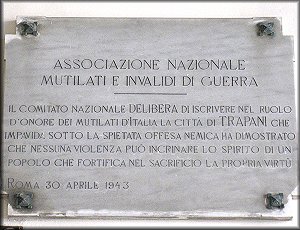 ASSOCIAZIONE NAZIONALE
MUTILATI E INVALIDI DI GUERRA
IL COMITATO NAZIONALE DELIBERA DI ISCRIVERE NEL RUOLO
D'ONORE DEI MUTILATI D'ITALIA LA CITTÀ DI TRAPANI CHE
IMPAVIDA, SOTTO LA SPIETATA OFFESA NEMICA HA DIMOSTRATO
CHE NESSUNA VIOLENZA PUÒ INCRINARE LO SPIRITO DI UN
POPOLO CHE FORTIFICA NEL SACRIFICIO LA PROPRIA VIRTÙ
ROMA 30 APRILE 1943